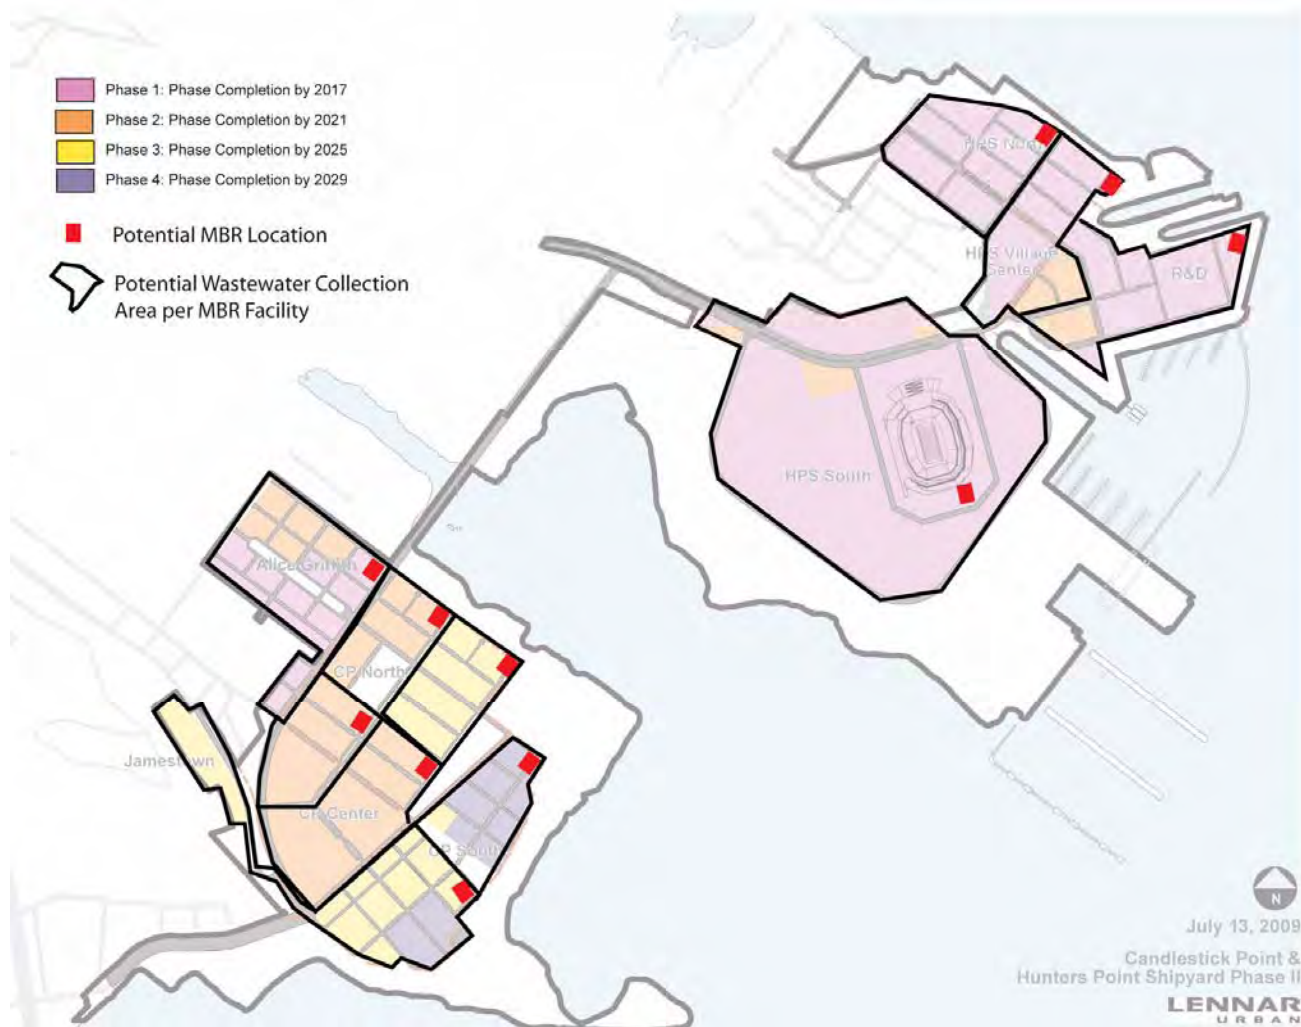 Phase 1: Phase Completion by 2017
Phase 2: Phase Completion by 2021
Phase 3: Phase Completion by 2025
Phase 4: Phase Completion by 2029
Potential MBR Location
Potential Wastewater Collection
Area per MBR Facility
HPS North
HPS Village
Center
R&D
HPS South
Alice Griffith
CP North
Jamestown
CP Center
CP South
N
July 13, 2009
Candlestick Point &
Hunters Point Shipyard Phase II
LENNAR
URBAN